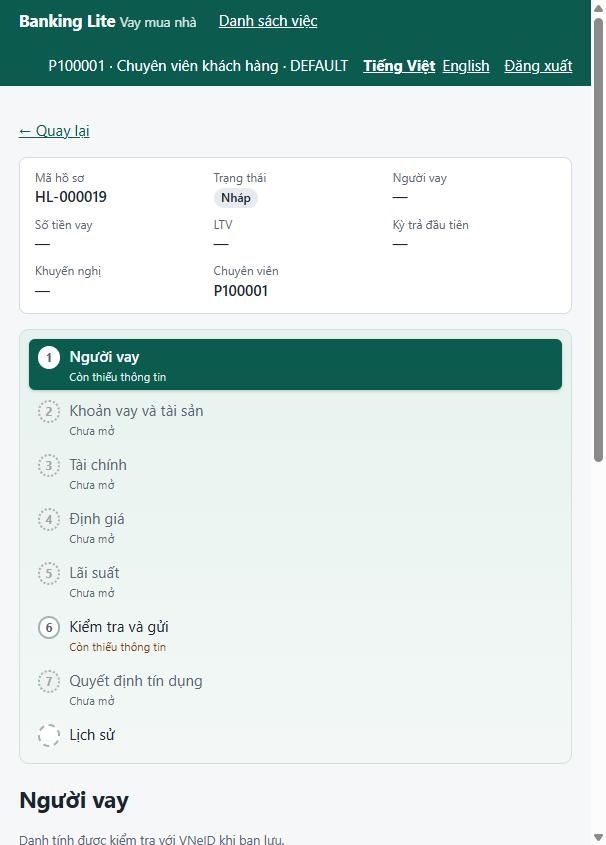 Banking Lite Vay mua nhà Danh sách việc
P100001 · Chuyên viên khách hàng · DEFAULT Tiếng Việt English Đăng xuất
← Quay lại
Mã hồ sơ Trạng thái Người vay
HL-000019 Nháp —
Số tiền vay LTV Kỳ trả đầu tiên
— — —
Khuyến nghị Chuyên viên
— P100001
1 Người vay
Còn thiếu thông tin
2 Khoản vay và tài sản
Chưa mở
3 Tài chính
Chưa mở
4 Định giá
Chưa mở
5 Lãi suất
Chưa mở
6 Kiểm tra và gửi
Còn thiếu thông tin
7 Quyết định tín dụng
Chưa mở
Lịch sử
Người vay
Danh tính được kiểm tra với VNeID khi bạn lưu.